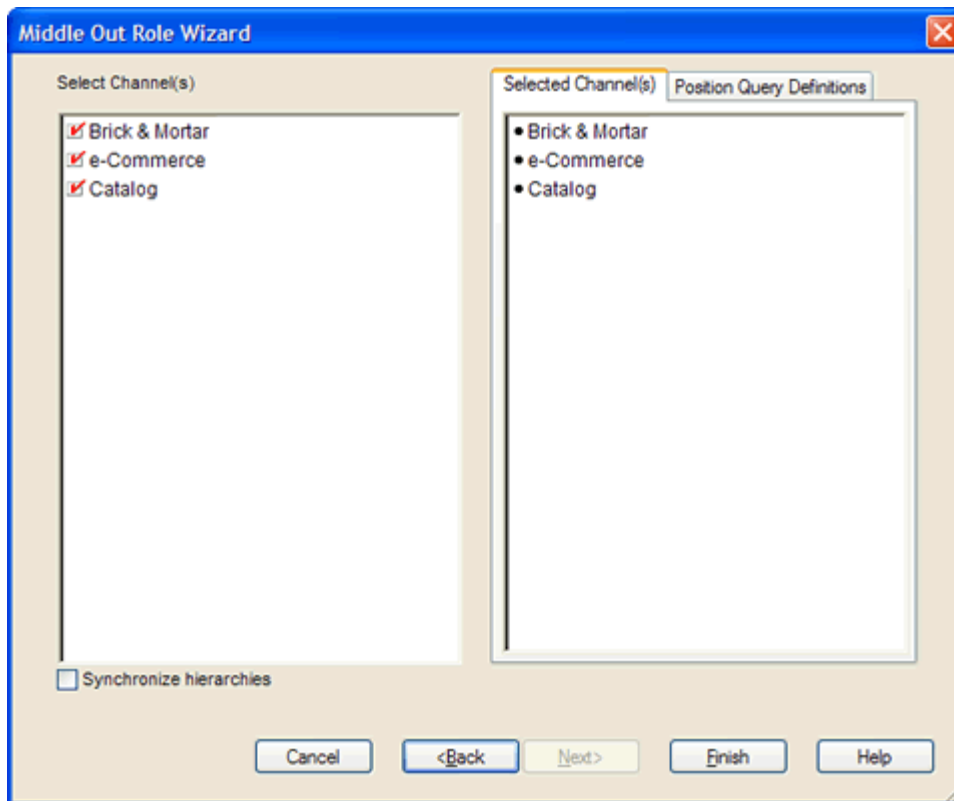 Middle Out Role Wizard
Select Channel(s)
Selected Channel(s)
Position Query Definitions
Brick & Mortar
e-Commerce
Catalog
• Brick & Mortar
• e-Commerce
• Catalog
Synchronize hierarchies
Cancel
<Back
Next>
Finish
Help